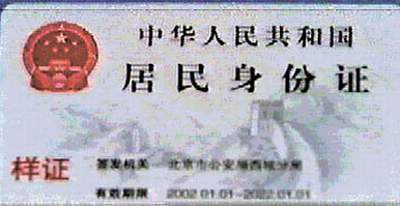 中华人民共和国
居民身份证
样证
签发机关 北京市公安局西城分局
有效期限 2002.01.01-2022.01.01